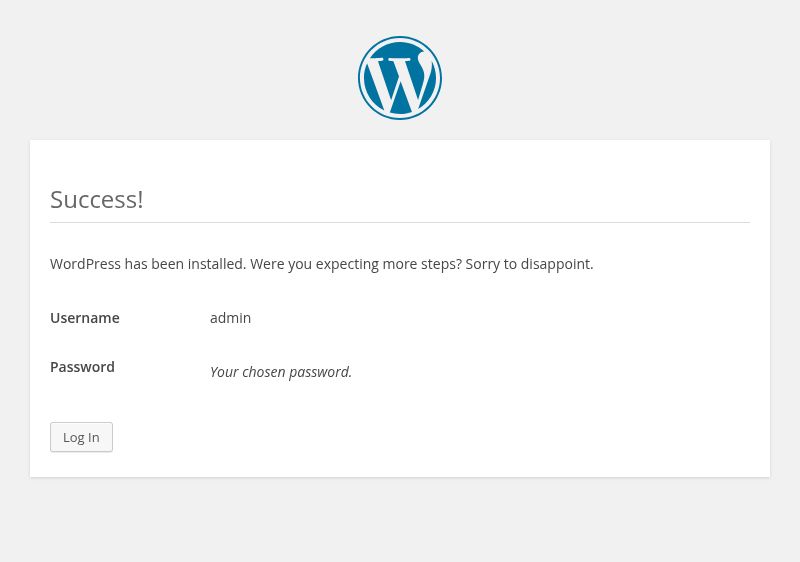 Success!
WordPress has been installed. Were you expecting more steps? Sorry to disappoint.
Username admin
Password Your chosen password.
Log In